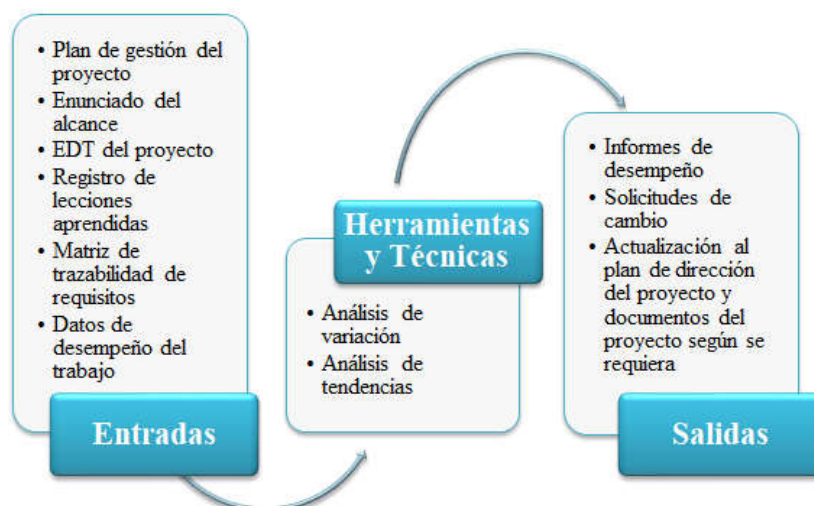 • Plan de gestión del
proyecto
• Enunciado del
alcance
• EDT del proyecto
• Registro de
lecciones
aprendidas
• Matriz de
trazabilidad de
requisitos
• Datos de
desempeño del
trabajo
Entradas
Herramientas
y Técnicas
• Análisis de
variación
• Análisis de
tendencias
• Informes de
desempeño
• Solicitudes de
cambio
• Actualización al
plan de dirección
del proyecto y
documentos del
proyecto según se
requiera
Salidas